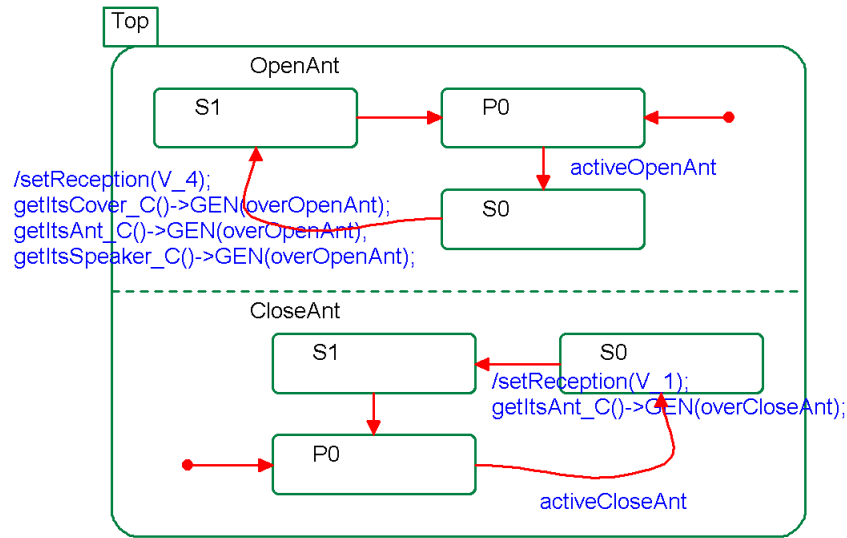 Top
OpenAnt
S1
P0
activeOpenAnt
/setReception(V_4);
getItsCover_C()->GEN(overOpenAnt);
getItsAnt_C()->GEN(overOpenAnt);
getItsSpeaker_C()->GEN(overOpenAnt);
S0
CloseAnt
S1
S0
/setReception(V_1);
getItsAnt_C()->GEN(overCloseAnt);
P0
activeCloseAnt